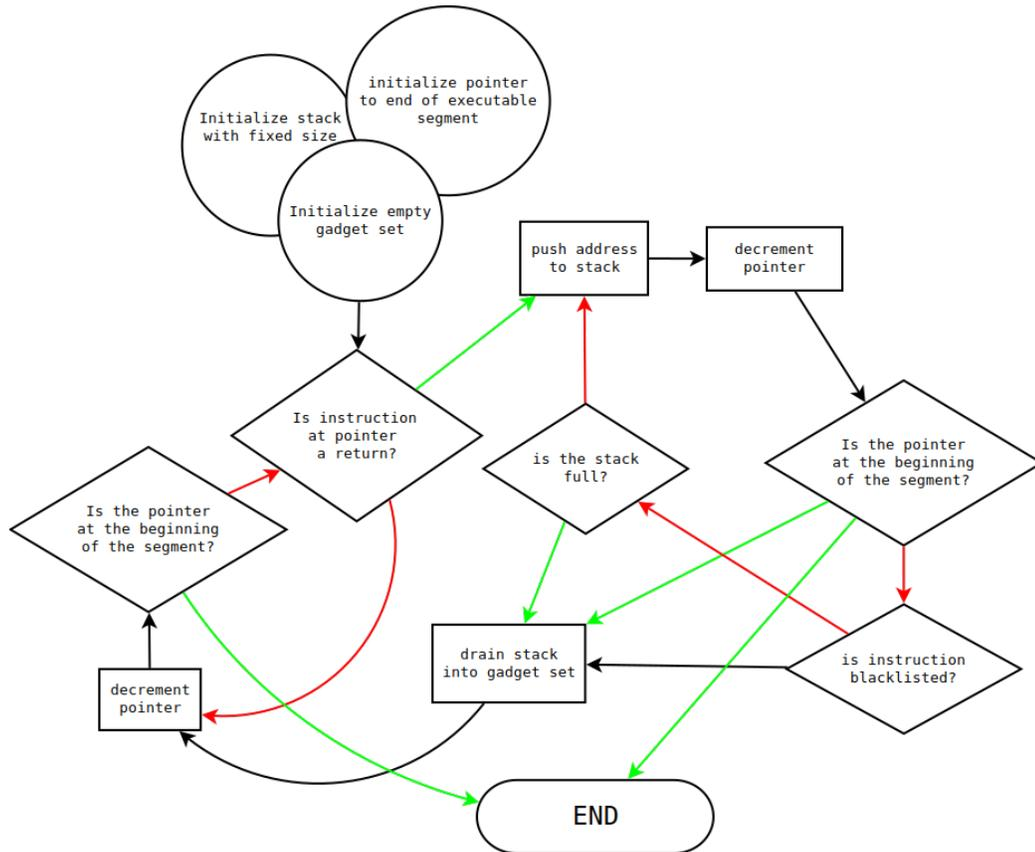 initialize pointer
to end of executable
segment
Initialize stack
with fixed size
Initialize empty
gadget set
push address
to stack
decrement
pointer
Is instruction
at pointer
a return?
is the stack
full?
Is the pointer
at the beginning
of the segment?
Is the pointer
at the beginning
of the segment?
drain stack
into gadget set
is instruction
blacklisted?
decrement
pointer
END